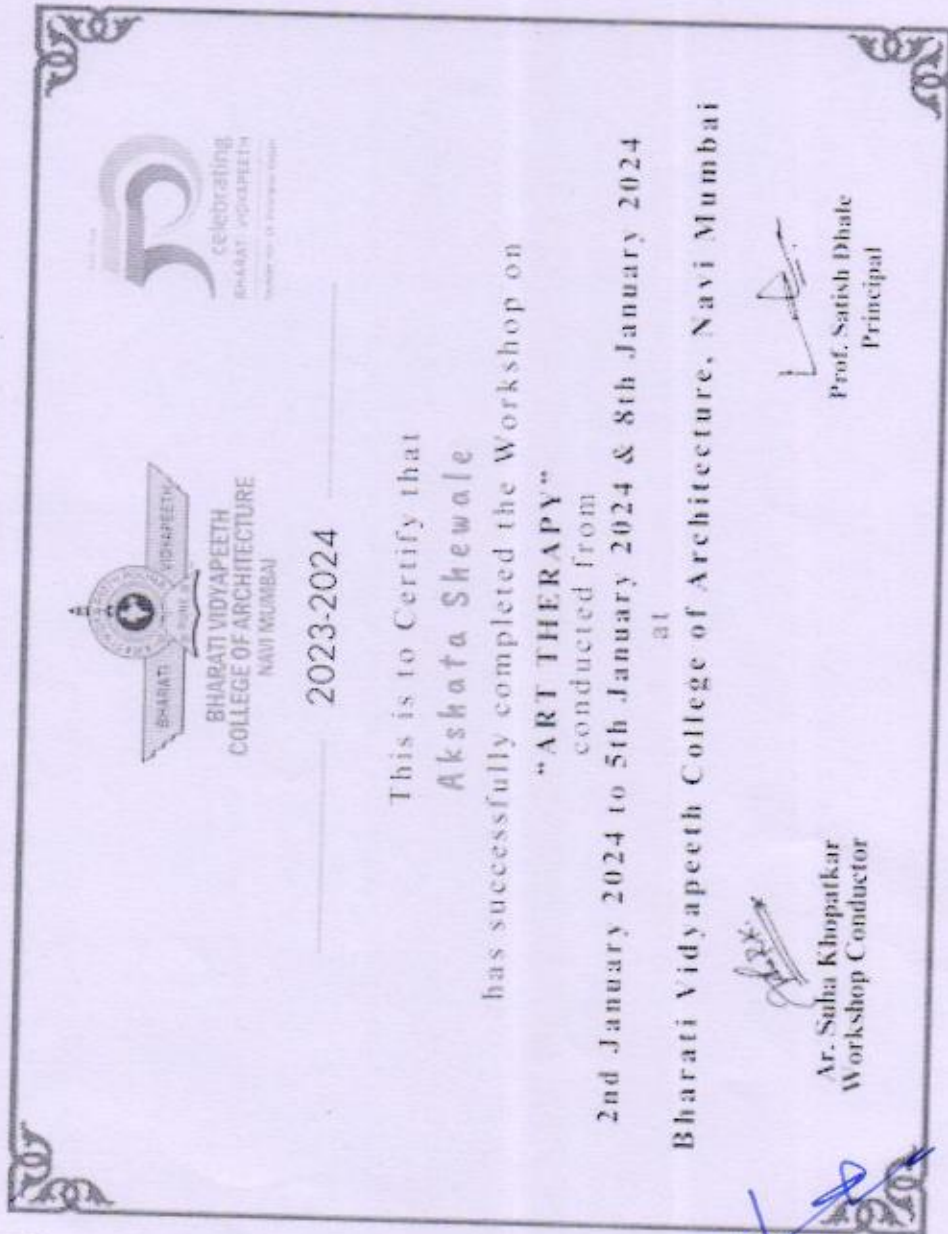 BHARATI VIDYAPEETH
BHARATI VIDYAPEETH
COLLEGE OF ARCHITECTURE
NAVI MUMBAI
celebrating
BHARATI VIDYAPEETH
2023-2024
This is to Certify that
Akshata Shewale
has successfully completed the Workshop on
"ART THERAPY"
conducted from
2nd January 2024 to 5th January 2024 & 8th January 2024
at
Bharati Vidyapeeth College of Architecture, Navi Mumbai
Ar. Suha Khopatkar
Workshop Conductor
Prof. Satish Dhale
Principal